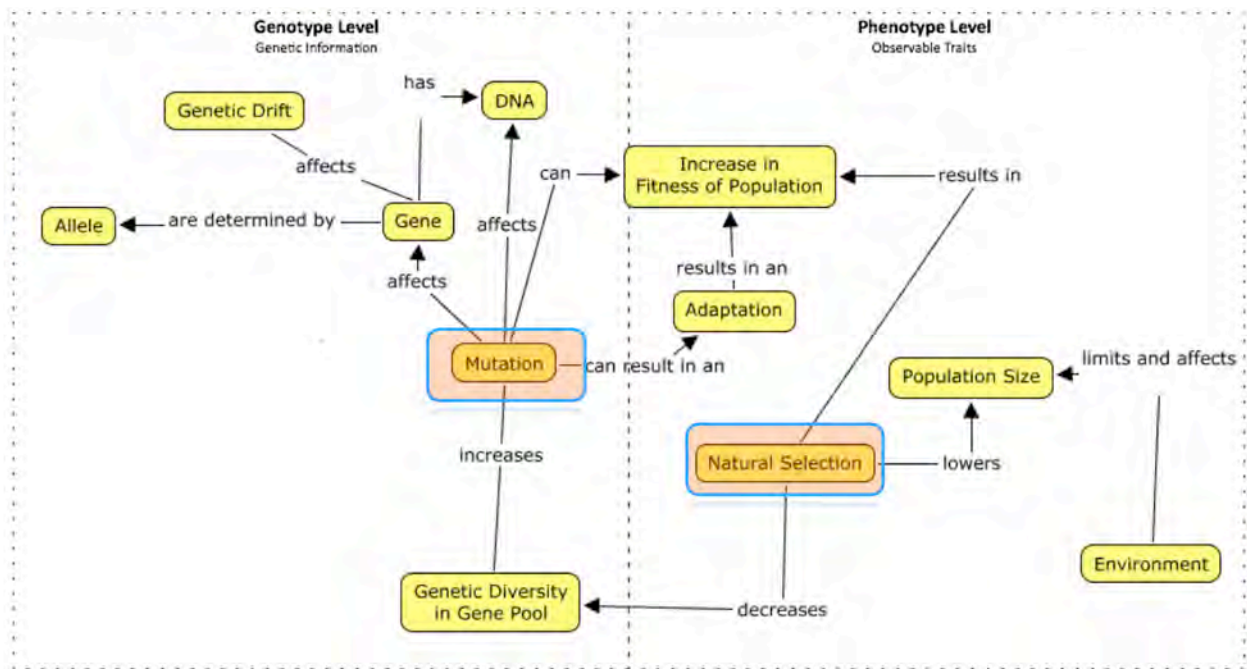 Genotype Level
Genetic Information
Phenotype Level
Observable Traits
has
DNA
Genetic Drift
affects
can
Increase in
Fitness of Population
results in
Allele
are determined by
Gene
affects
affects
results in an
Adaptation
Mutation
can result in an
limits and affects
Population Size
increases
Natural Selection
lowers
Environment
Genetic Diversity
in Gene Pool
decreases